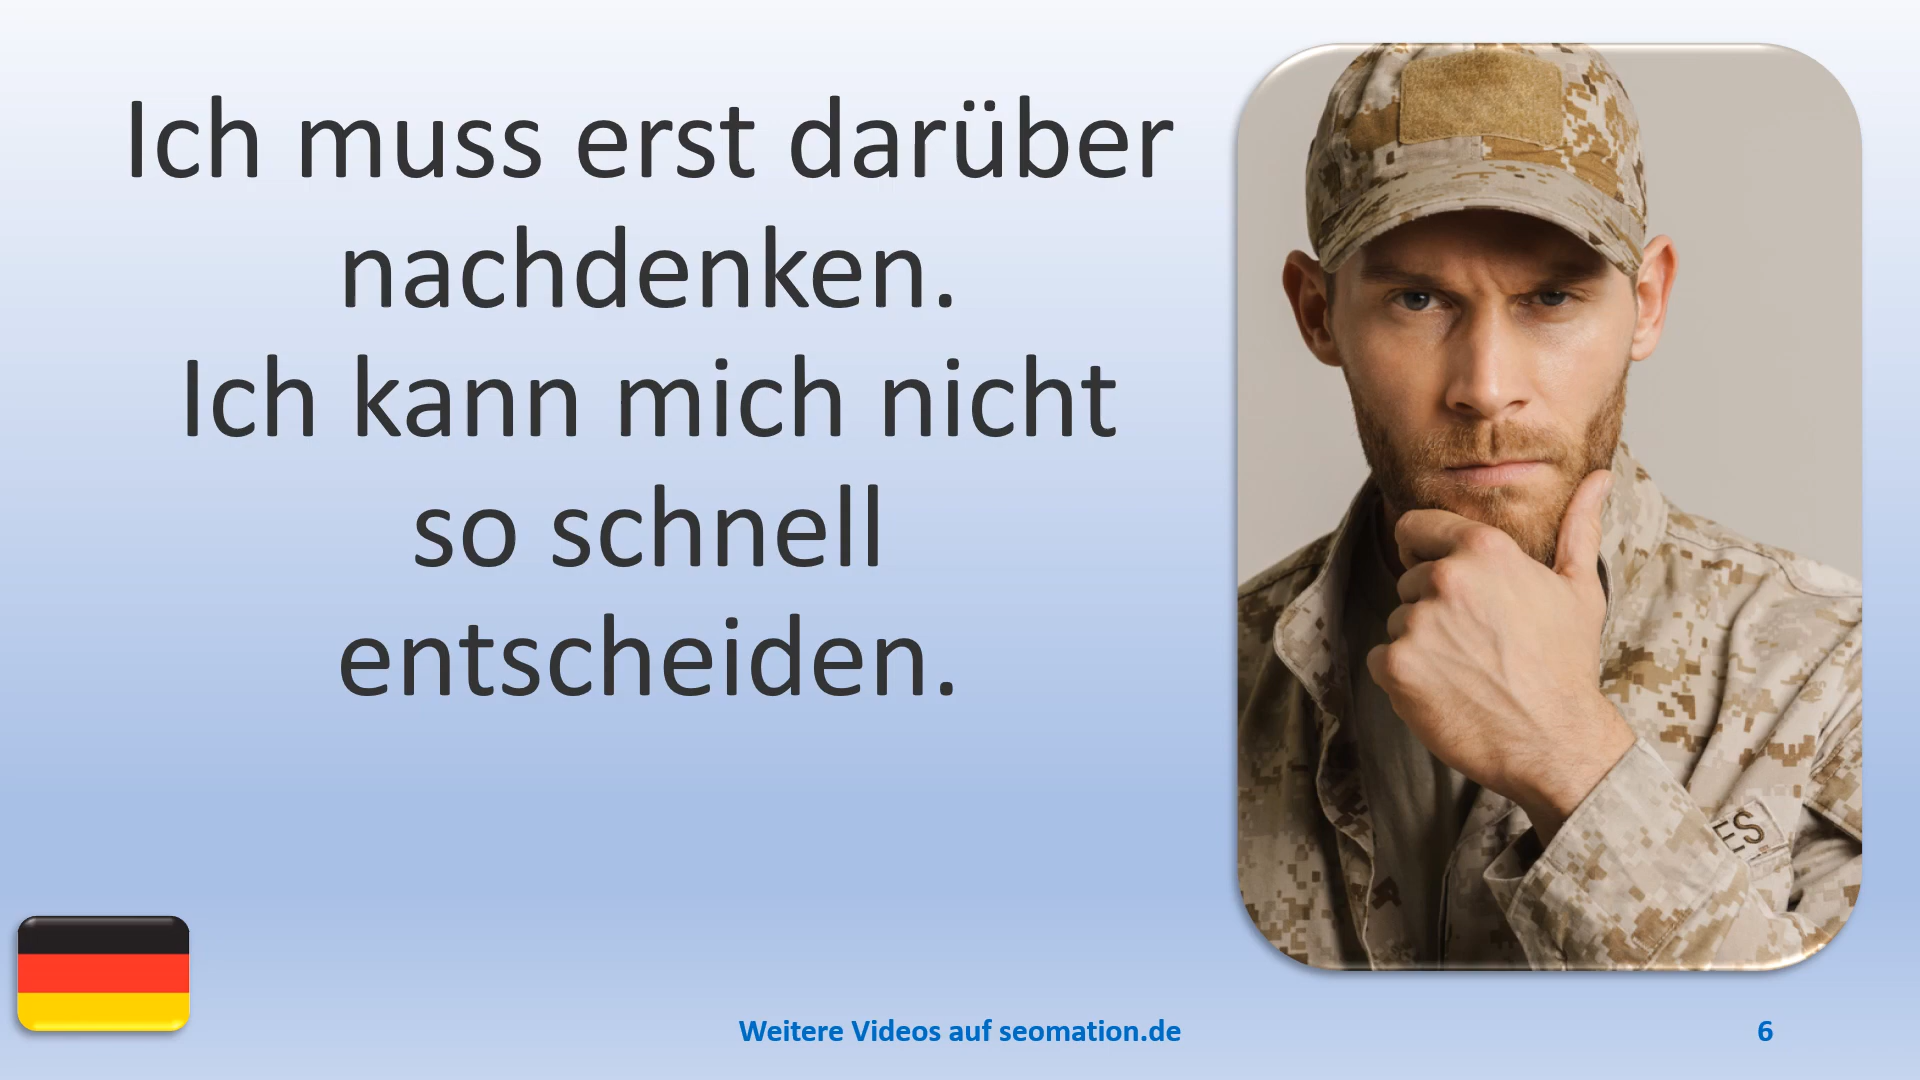 Ich muss erst darüber
nachdenken.
Ich kann mich nicht
so schnell
entscheiden.
Weitere Videos auf seomation.de
6